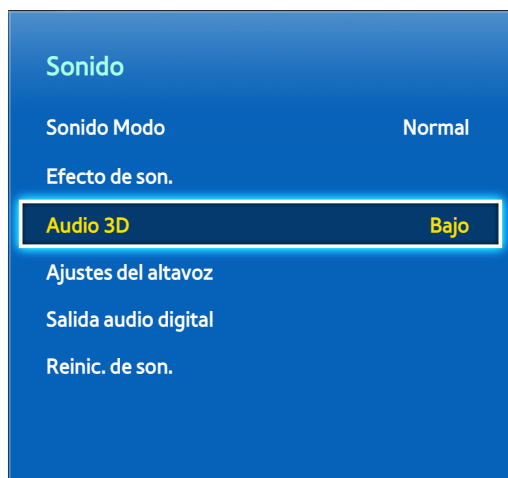 Sonido
Sonido Modo Normal
Efecto de son.
Audio 3D Bajo
Ajustes del altavoz
Salida audio digital
Reinic. de son.